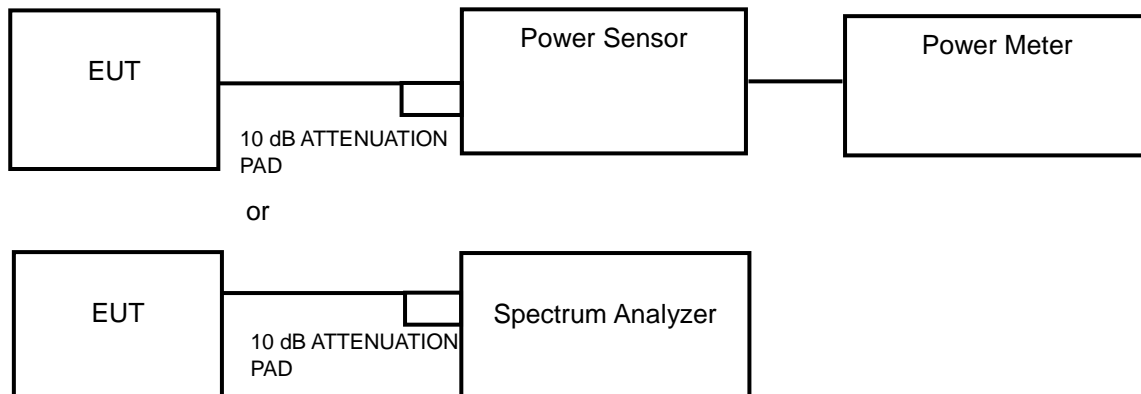 EUT
Power Sensor
Power Meter
10 dB ATTENUATION
PAD
or
EUT
Spectrum Analyzer
10 dB ATTENUATION
PAD